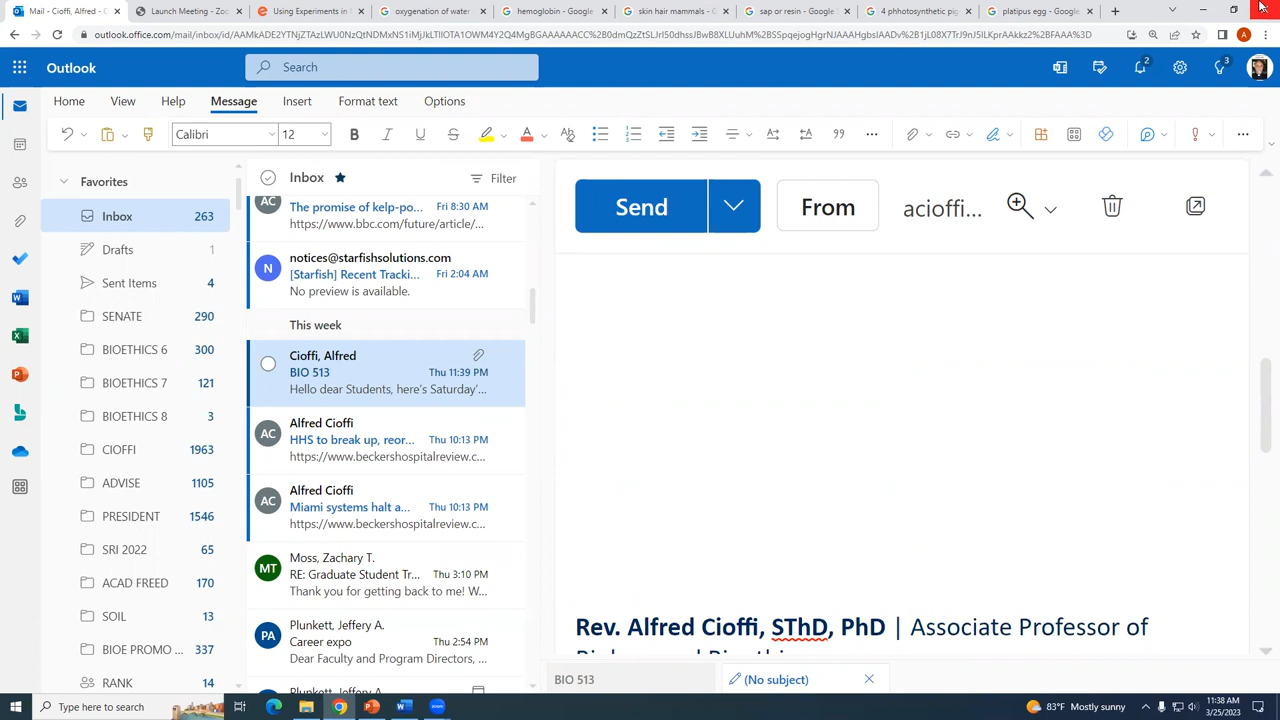 Mail - Cioffi, Alfred - O
Launch Meeting - Zoom
Using Experiments in
oxygenation of water
hemoglobin - Google
skin hair mammals - G
sap or resin - Google
4 photosynthetic pig
platipus egg - Google
Outlook
Search
2
3
Home
View
Help
Message
Insert
Format text
Options
Calibri
12
Favorites
Inbox 263
Drafts 1
Sent Items 4
SENATE 290
BIOETHICS 6 300
BIOETHICS 7 121
BIOETHICS 8 3
CIOFFI 1963
ADVISE 1105
PRESIDENT 1546
SRI 2022 65
ACAD FREED 170
SOIL 13
BIOE PROMO ... 337
RANK 14
Inbox
Filter
AC
The promise of kelp-po... Fri 8:30 AM
https://www.bbc.com/future/article/...
N
notices@starfishsolutions.com
[Starfish] Recent Tracki... Fri 2:04 AM
No preview is available.
This week
Cioffi, Alfred
BIO 513 Thu 11:39 PM
Hello dear Students, here's Saturday'...
AC
Alfred Cioffi
HHS to break up, reor... Thu 10:13 PM
https://www.beckershospitalreview.c...
AC
Alfred Cioffi
Miami systems halt a... Thu 10:13 PM
https://www.beckershospitalreview.c...
MT
Moss, Zachary T.
RE: Graduate Student Tr... Thu 3:10 PM
Thank you for getting back to me! W...
PA
Plunkett, Jeffery A.
Career expo Thu 2:54 PM
Dear Faculty and Program Directors, ...
Plunkett, Jeffery A.
Send
From
acioffi...
Rev. Alfred Cioffi, SThD, PhD | Associate Professor of
BIO 513
(No subject)
Type here to search
83°F Mostly sunny
11:38 AM
3/25/2023